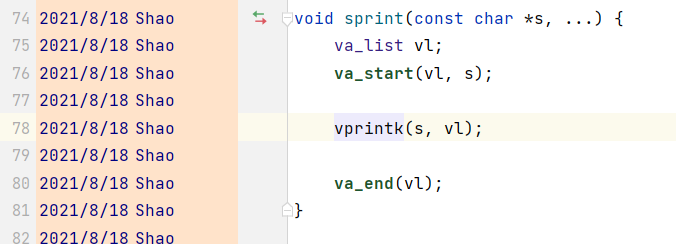 74 2021/8/18 Shao void sprint(const char *s, ...) {
75 2021/8/18 Shao va_list vl;
76 2021/8/18 Shao va_start(vl, s);
77 2021/8/18 Shao
78 2021/8/18 Shao vprintk(s, vl);
79 2021/8/18 Shao
80 2021/8/18 Shao va_end(vl);
81 2021/8/18 Shao }
82 2021/8/18 Shao